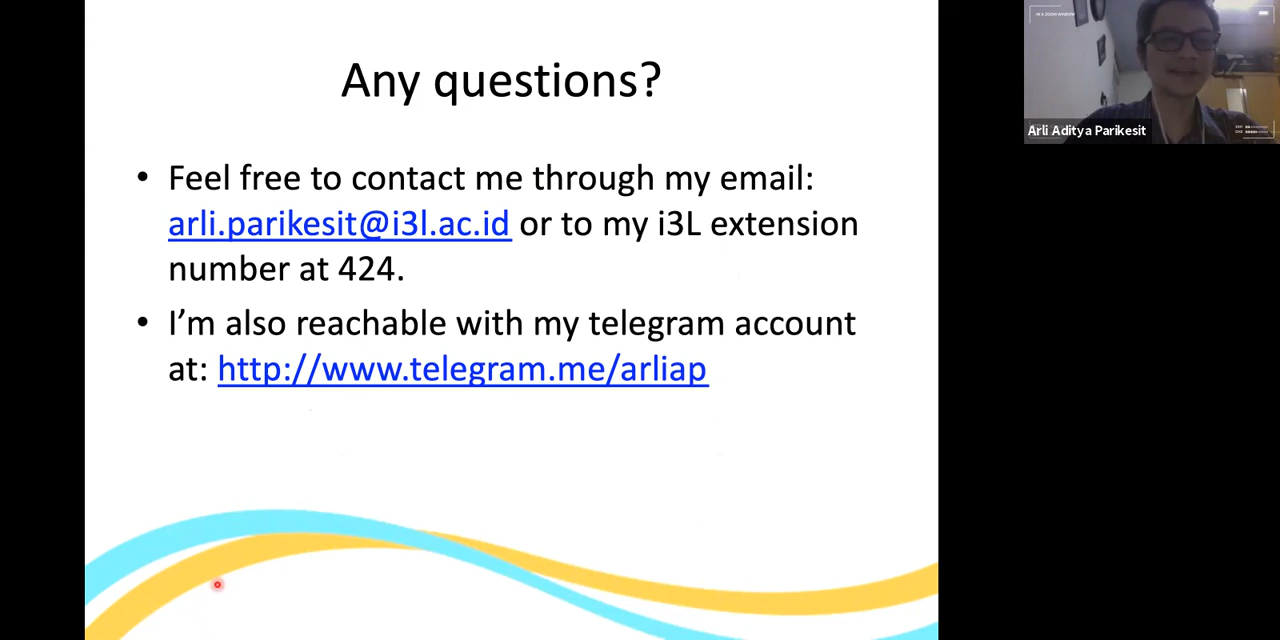 Any questions?
• Feel free to contact me through my email:
arli.parikesit@i3l.ac.id or to my i3L extension
number at 424.
• I'm also reachable with my telegram account
at: http://www.telegram.me/arliap
Arli Aditya Parikesit